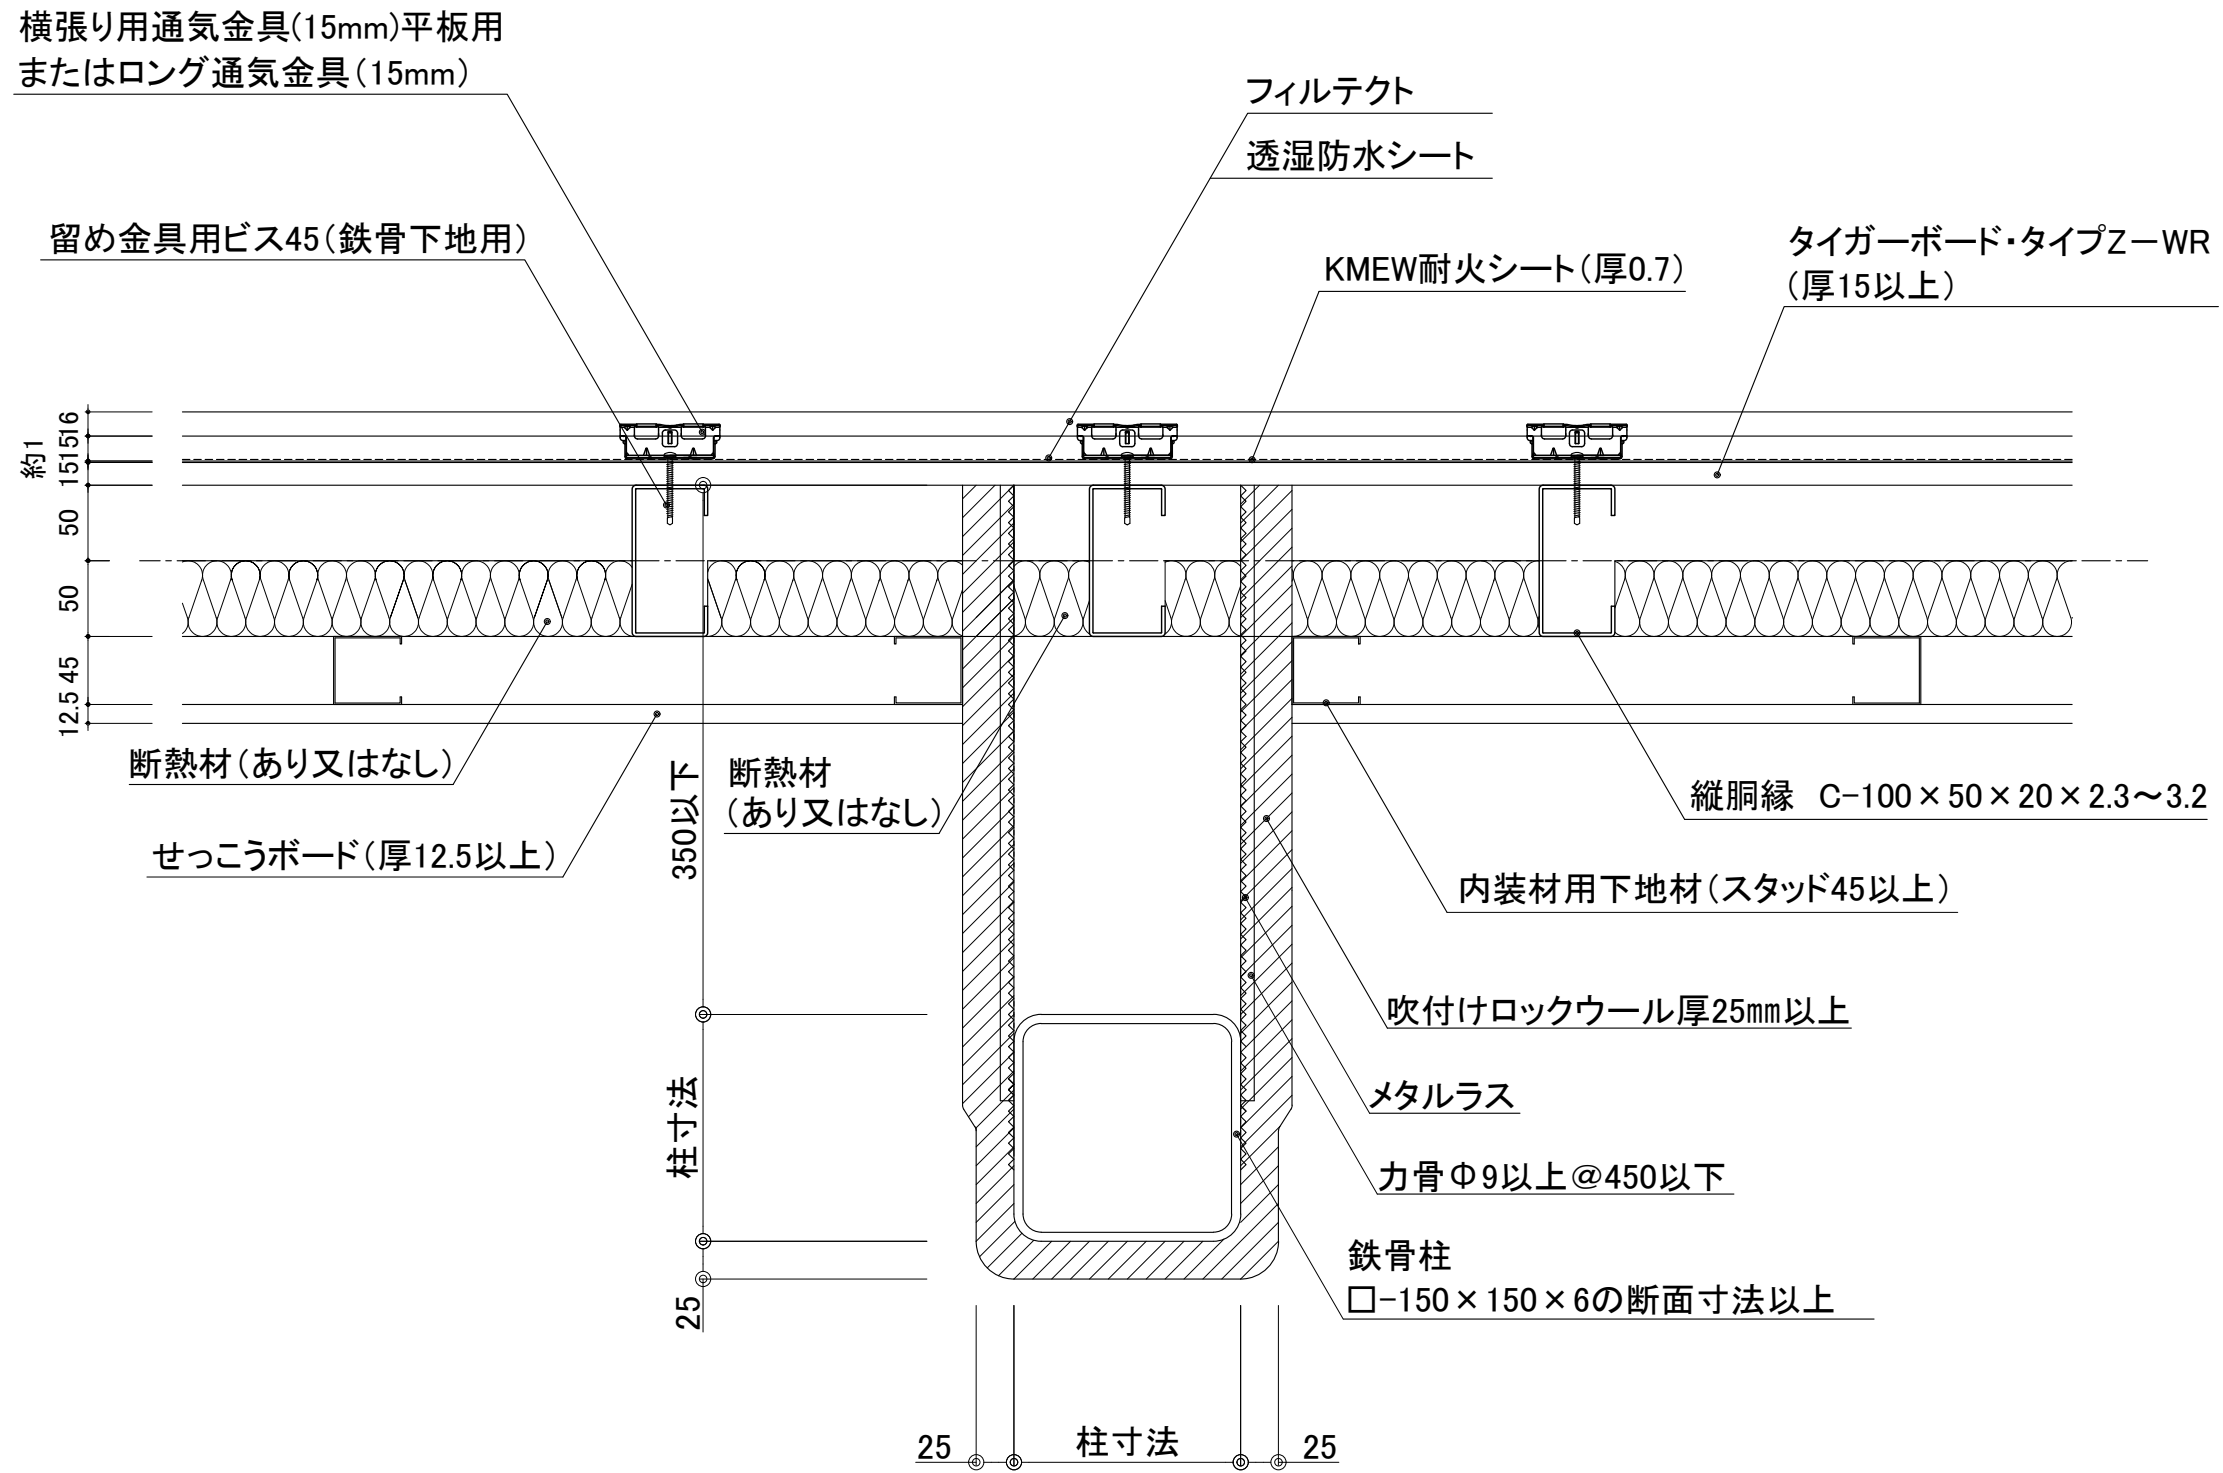 横張り用通気金具(15mm)平板用
またはロング通気金具(15mm)
フィルテクト
透湿防水シート
留め金具用ビス45(鉄骨下地用)
KMEW耐火シート(厚0.7)
タイガーボード・タイプZ－WR
(厚15以上)
16
15
約1
15
50
50
45
12.5
断熱材(あり又はなし)
断熱材
(あり又はなし)
せっこうボード(厚12.5以上)
350以下
縦胴縁 C-100×50×20×2.3～3.2
内装材用下地材(スタッド45以上)
吹付けロックウール厚25㎜以上
メタルラス
力骨Φ9以上＠450以下
鉄骨柱
□-150×150×6の断面寸法以上
柱寸法
25
25
柱寸法
25